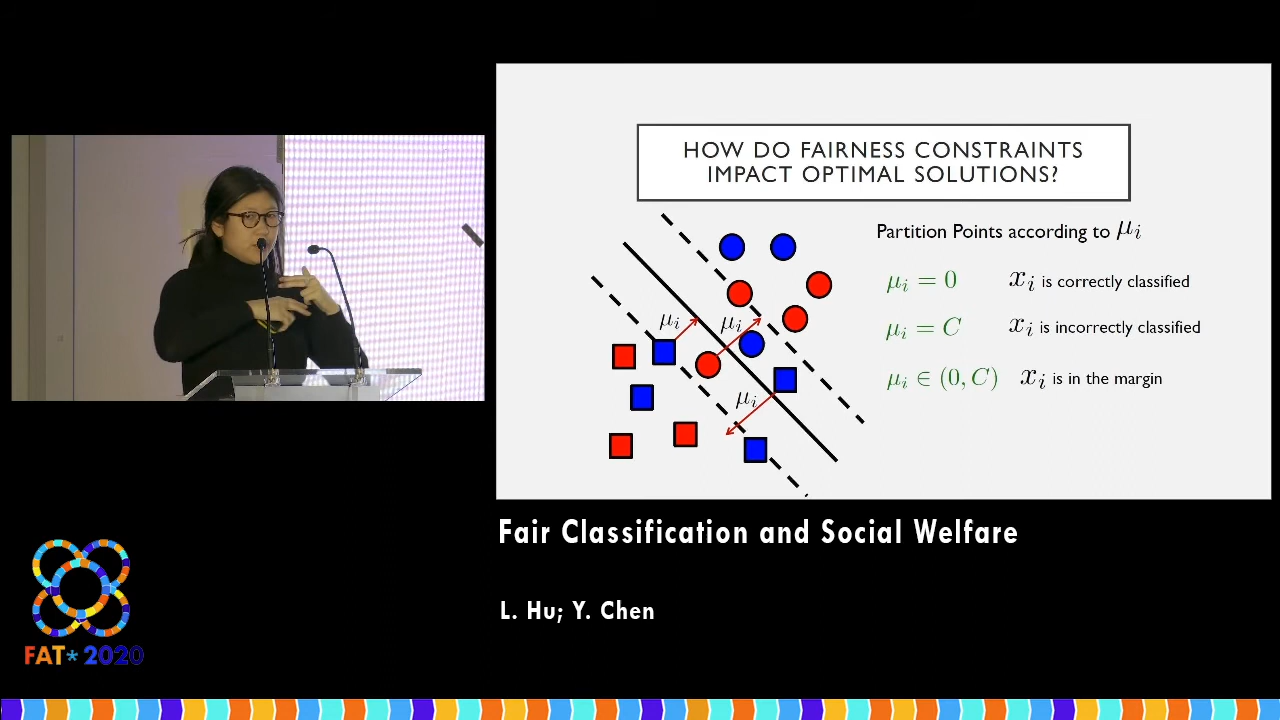 HOW DO FAIRNESS CONSTRAINTS
IMPACT OPTIMAL SOLUTIONS?
Partition Points according to μᵢ
μᵢ = 0 xᵢ is correctly classified
μᵢ = C xᵢ is incorrectly classified
μᵢ ∈ (0, C) xᵢ is in the margin
μᵢ
μᵢ
μᵢ
Fair Classification and Social Welfare
L. Hu; Y. Chen
FAT* 2020